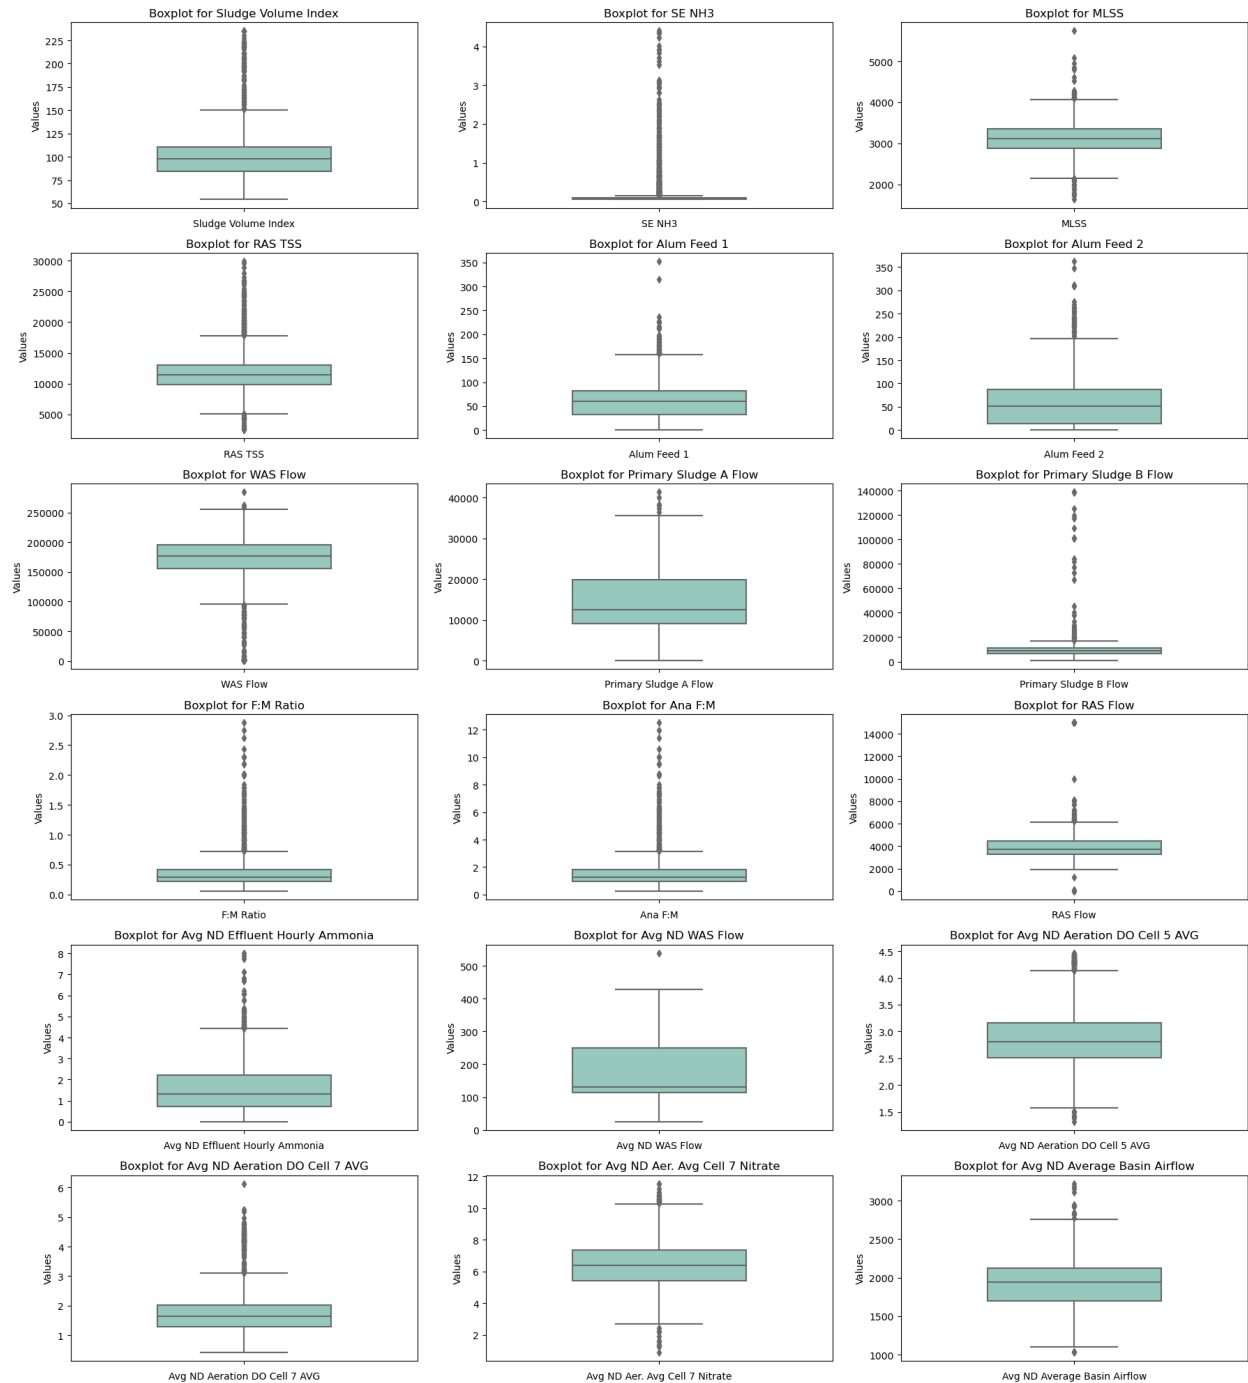 Boxplot for Sludge Volume Index
Values
225
200
175
150
125
100
75
50
Sludge Volume Index
Boxplot for SE NH3
Values
4
3
2
1
0
SE NH3
Boxplot for MLSS
Values
5000
4000
3000
2000
MLSS
Boxplot for RAS TSS
Values
30000
25000
20000
15000
10000
5000
RAS TSS
Boxplot for Alum Feed 1
Values
350
300
250
200
150
100
50
0
Alum Feed 1
Boxplot for Alum Feed 2
Values
350
300
250
200
150
100
50
0
Alum Feed 2
Boxplot for WAS Flow
Values
250000
200000
150000
100000
50000
0
WAS Flow
Boxplot for Primary Sludge A Flow
Values
40000
30000
20000
10000
0
Primary Sludge A Flow
Boxplot for Primary Sludge B Flow
Values
140000
120000
100000
80000
60000
40000
20000
0
Primary Sludge B Flow
Boxplot for F:M Ratio
Values
3.0
2.5
2.0
1.5
1.0
0.5
0.0
F:M Ratio
Boxplot for Ana F:M
Values
12
10
8
6
4
2
0
Ana F:M
Boxplot for RAS Flow
Values
14000
12000
10000
8000
6000
4000
2000
0
RAS Flow
Boxplot for Avg ND Effluent Hourly Ammonia
Values
8
7
6
5
4
3
2
1
0
Avg ND Effluent Hourly Ammonia
Boxplot for Avg ND WAS Flow
Values
500
400
300
200
100
0
Avg ND WAS Flow
Boxplot for Avg ND Aeration DO Cell 5 AVG
Values
4.5
4.0
3.5
3.0
2.5
2.0
1.5
Avg ND Aeration DO Cell 5 AVG
Boxplot for Avg ND Aeration DO Cell 7 AVG
Values
6
5
4
3
2
1
Avg ND Aeration DO Cell 7 AVG
Boxplot for Avg ND Aer. Avg Cell 7 Nitrate
Values
12
10
8
6
4
2
Avg ND Aer. Avg Cell 7 Nitrate
Boxplot for Avg ND Average Basin Airflow
Values
3000
2500
2000
1500
1000
Avg ND Average Basin Airflow